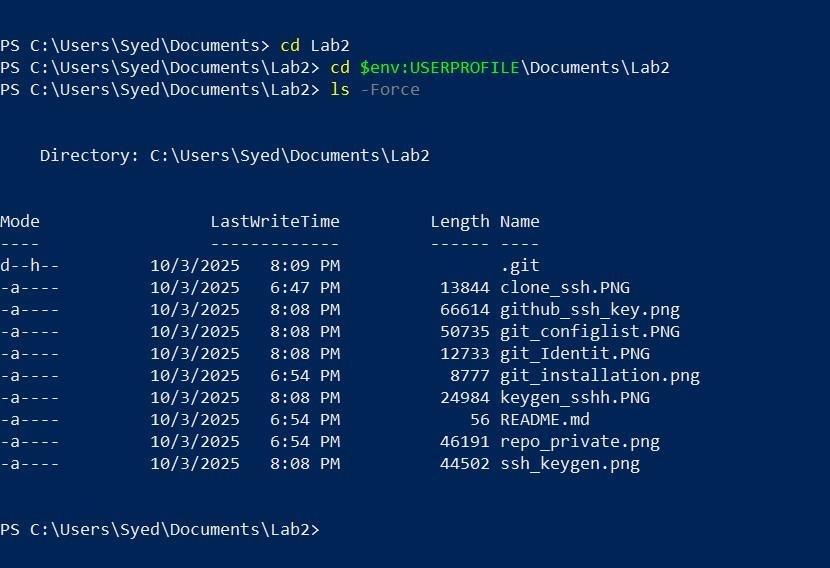 PS C:\Users\Syed\Documents> cd Lab2
PS C:\Users\Syed\Documents\Lab2> cd $env:USERPROFILE\Documents\Lab2
PS C:\Users\Syed\Documents\Lab2> ls -Force
Directory: C:\Users\Syed\Documents\Lab2
Mode LastWriteTime Length Name
---- ------------- ------ ----
d--h-- 10/3/2025 8:09 PM .git
-a---- 10/3/2025 6:47 PM 13844 clone_ssh.PNG
-a---- 10/3/2025 8:08 PM 66614 github_ssh_key.png
-a---- 10/3/2025 8:08 PM 50735 git_configlist.PNG
-a---- 10/3/2025 8:08 PM 12733 git_Identit.PNG
-a---- 10/3/2025 6:54 PM 8777 git_installation.png
-a---- 10/3/2025 8:08 PM 24984 keygen_sshh.PNG
-a---- 10/3/2025 6:54 PM 56 README.md
-a---- 10/3/2025 6:54 PM 46191 repo_private.png
-a---- 10/3/2025 8:08 PM 44502 ssh_keygen.png
PS C:\Users\Syed\Documents\Lab2>